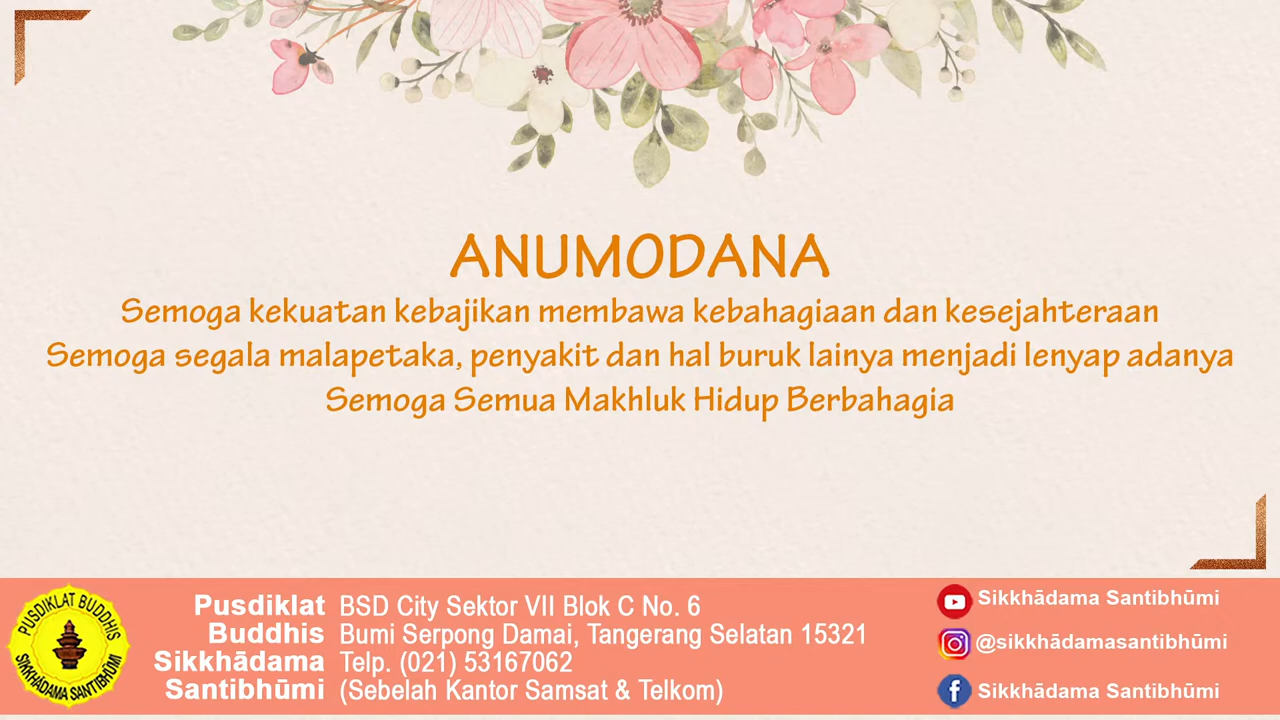 ANUMODANA
Semoga kekuatan kebajikan membawa kebahagiaan dan kesejahteraan
Semoga segala malapetaka, penyakit dan hal buruk lainya menjadi lenyap adanya
Semoga Semua Makhluk Hidup Berbahagia
PUSDIKLAT BUDDHIS
SIKKHĀDAMA SANTIBHŪMI
Pusdiklat
Buddhis
Sikkhādama
Santibhūmi
BSD City Sektor VII Blok C No. 6
Bumi Serpong Damai, Tangerang Selatan 15321
Telp. (021) 53167062
(Sebelah Kantor Samsat & Telkom)
Sikkhādama Santibhūmi
@sikkhādamasantibhūmi
Sikkhādama Santibhūmi